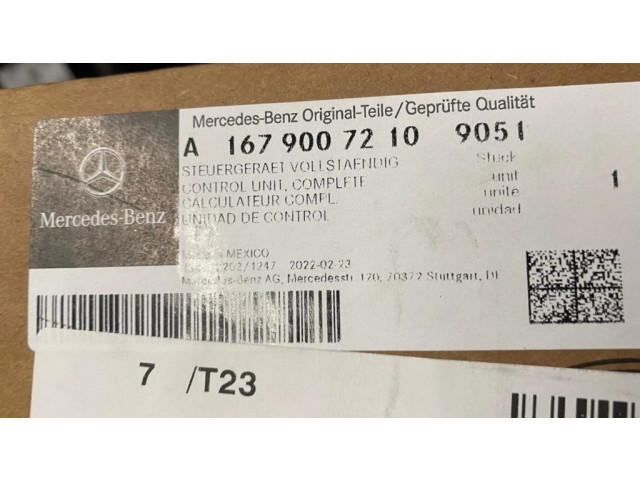 Mercedes-Benz Original-Teile/Geprüfte Qualität
A 167 900 72 10 9051
STEUERGERAET VOLLSTAENDIG Stück
CONTROL UNIT, COMPLETE unit 1
CALCULATEUR COMPL. unite
UNIDAD DE CONTROL unidad
Mercedes-Benz
MEXICO
202/1247 2022-02-23
Mercedes-Benz AG, Mercedesstr. 120, 70372 Stuttgart, DE
7 /T23